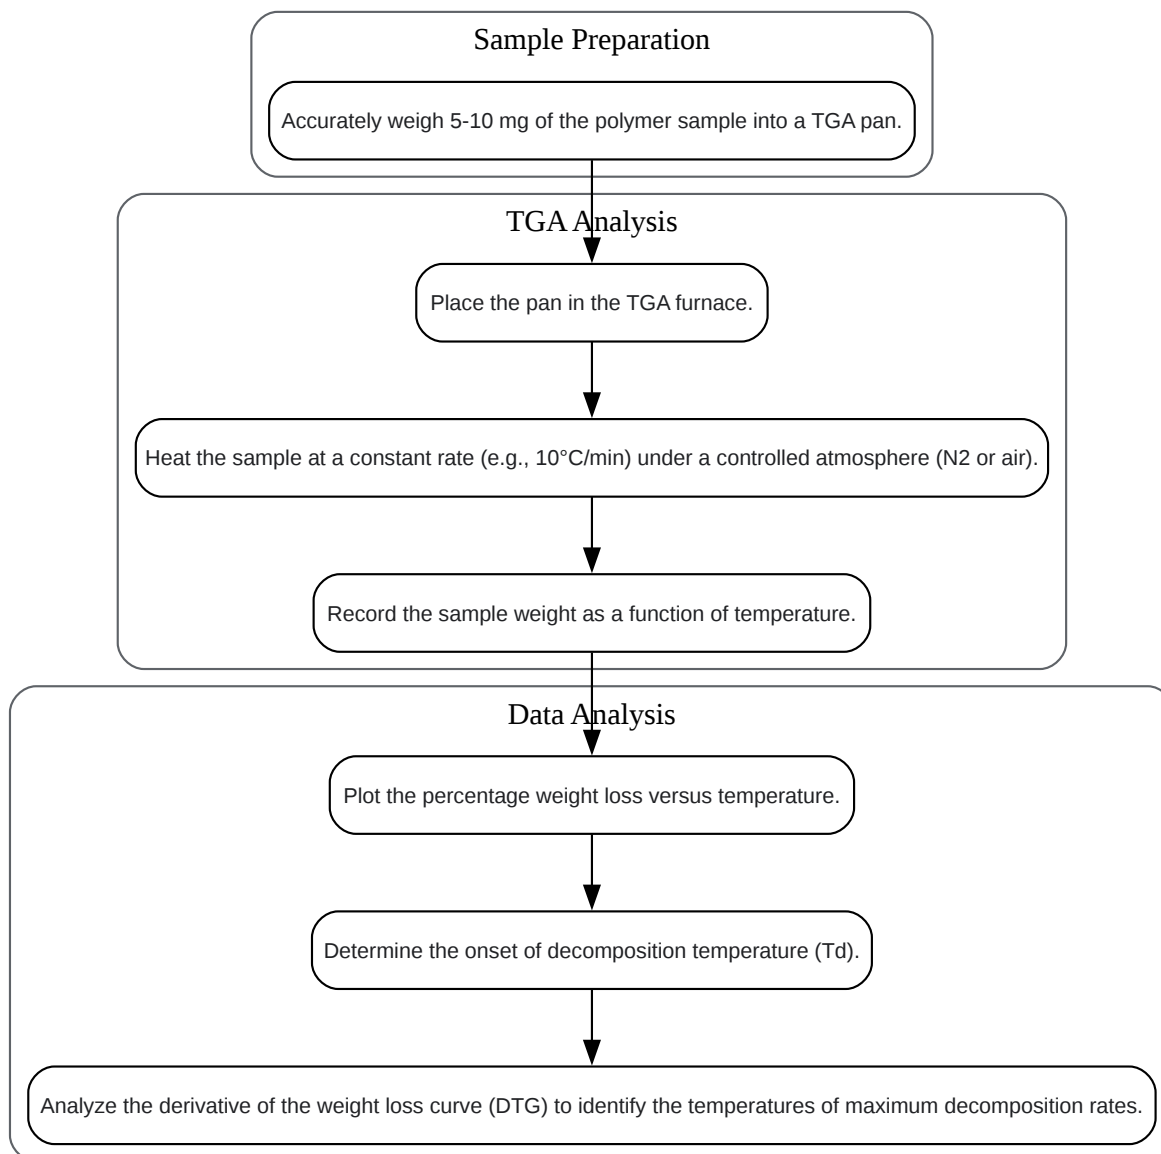 Sample Preparation
Accurately weigh 5-10 mg of the polymer sample into a TGA pan.
TGA Analysis
Place the pan in the TGA furnace.
Heat the sample at a constant rate (e.g., 10°C/min) under a controlled atmosphere (N2 or air).
Record the sample weight as a function of temperature.
Data Analysis
Plot the percentage weight loss versus temperature.
Determine the onset of decomposition temperature (Td).
Analyze the derivative of the weight loss curve (DTG) to identify the temperatures of maximum decomposition rates.